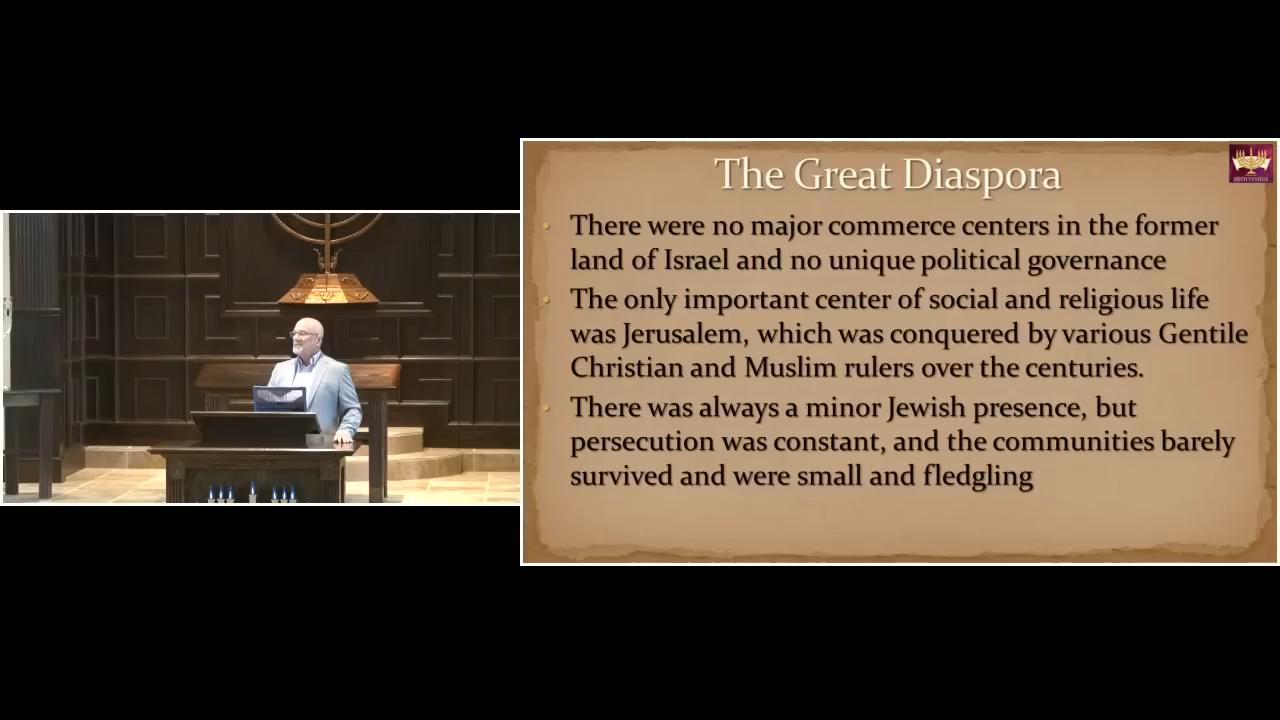 The Great Diaspora
There were no major commerce centers in the former
land of Israel and no unique political governance
The only important center of social and religious life
was Jerusalem, which was conquered by various Gentile
Christian and Muslim rulers over the centuries.
There was always a minor Jewish presence, but
persecution was constant, and the communities barely
survived and were small and fledgling
BETH YESHUA